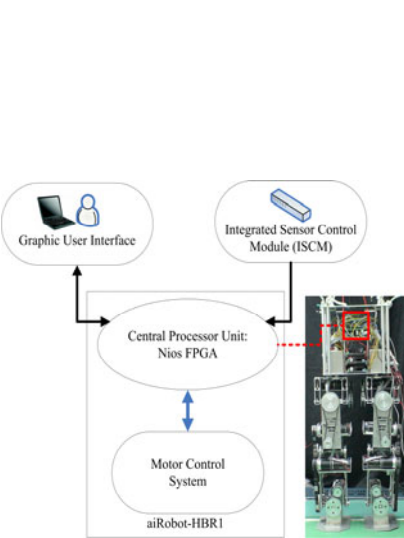 Graphic User Interface
Integrated Sensor Control
Module (ISCM)
Central Processor Unit:
Nios FPGA
Motor Control
System
aiRobot-HBR1